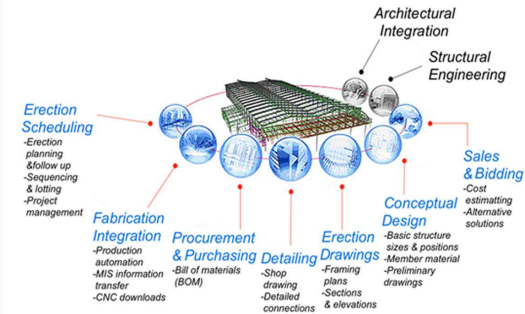 Architectural
Integration
Structural
Engineering
Erection
Scheduling
-Erection
planning
&follow up
-Sequencing
& lotting
-Project
management
Fabrication
Integration
-Production
automation
-MIS information
transfer
-CNC downloads
Procurement
& Purchasing
-Bill of materials
(BOM)
Detailing
-Shop
drawing
-Detailed
connections
Erection
Drawings
-Framing
plans
-Sections
& elevations
Conceptual
Design
-Basic structure
sizes & positions
-Member material
-Preliminary
drawings
Sales
& Bidding
-Cost
estimatting
-Alternative
solutions